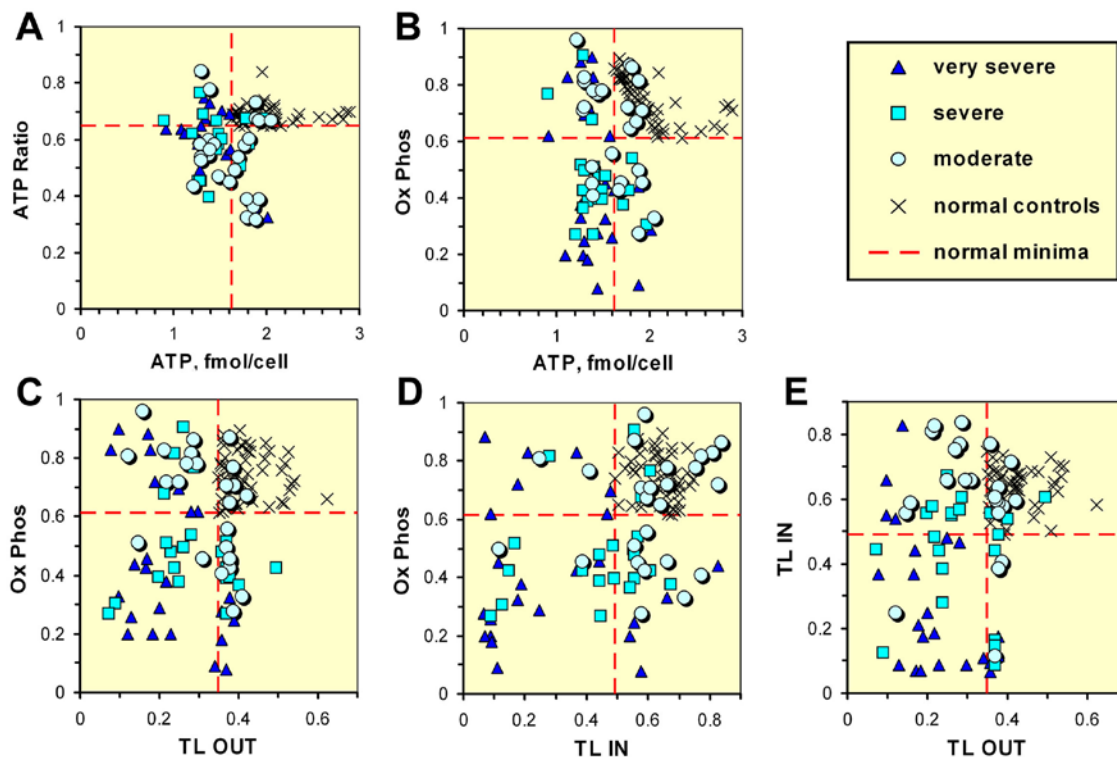 A
1
0.8
0.6
0.4
0.2
0
ATP Ratio
0 1 2 3
ATP, fmol/cell
B
1
0.8
0.6
0.4
0.2
0
Ox Phos
0 1 2 3
ATP, fmol/cell
very severe
severe
moderate
normal controls
normal minima
C
1
0.8
0.6
0.4
0.2
0
Ox Phos
0 0.2 0.4 0.6
TL OUT
D
1
0.8
0.6
0.4
0.2
0
Ox Phos
0 0.2 0.4 0.6 0.8
TL IN
E
0.8
0.6
0.4
0.2
0
TL IN
0 0.2 0.4 0.6
TL OUT